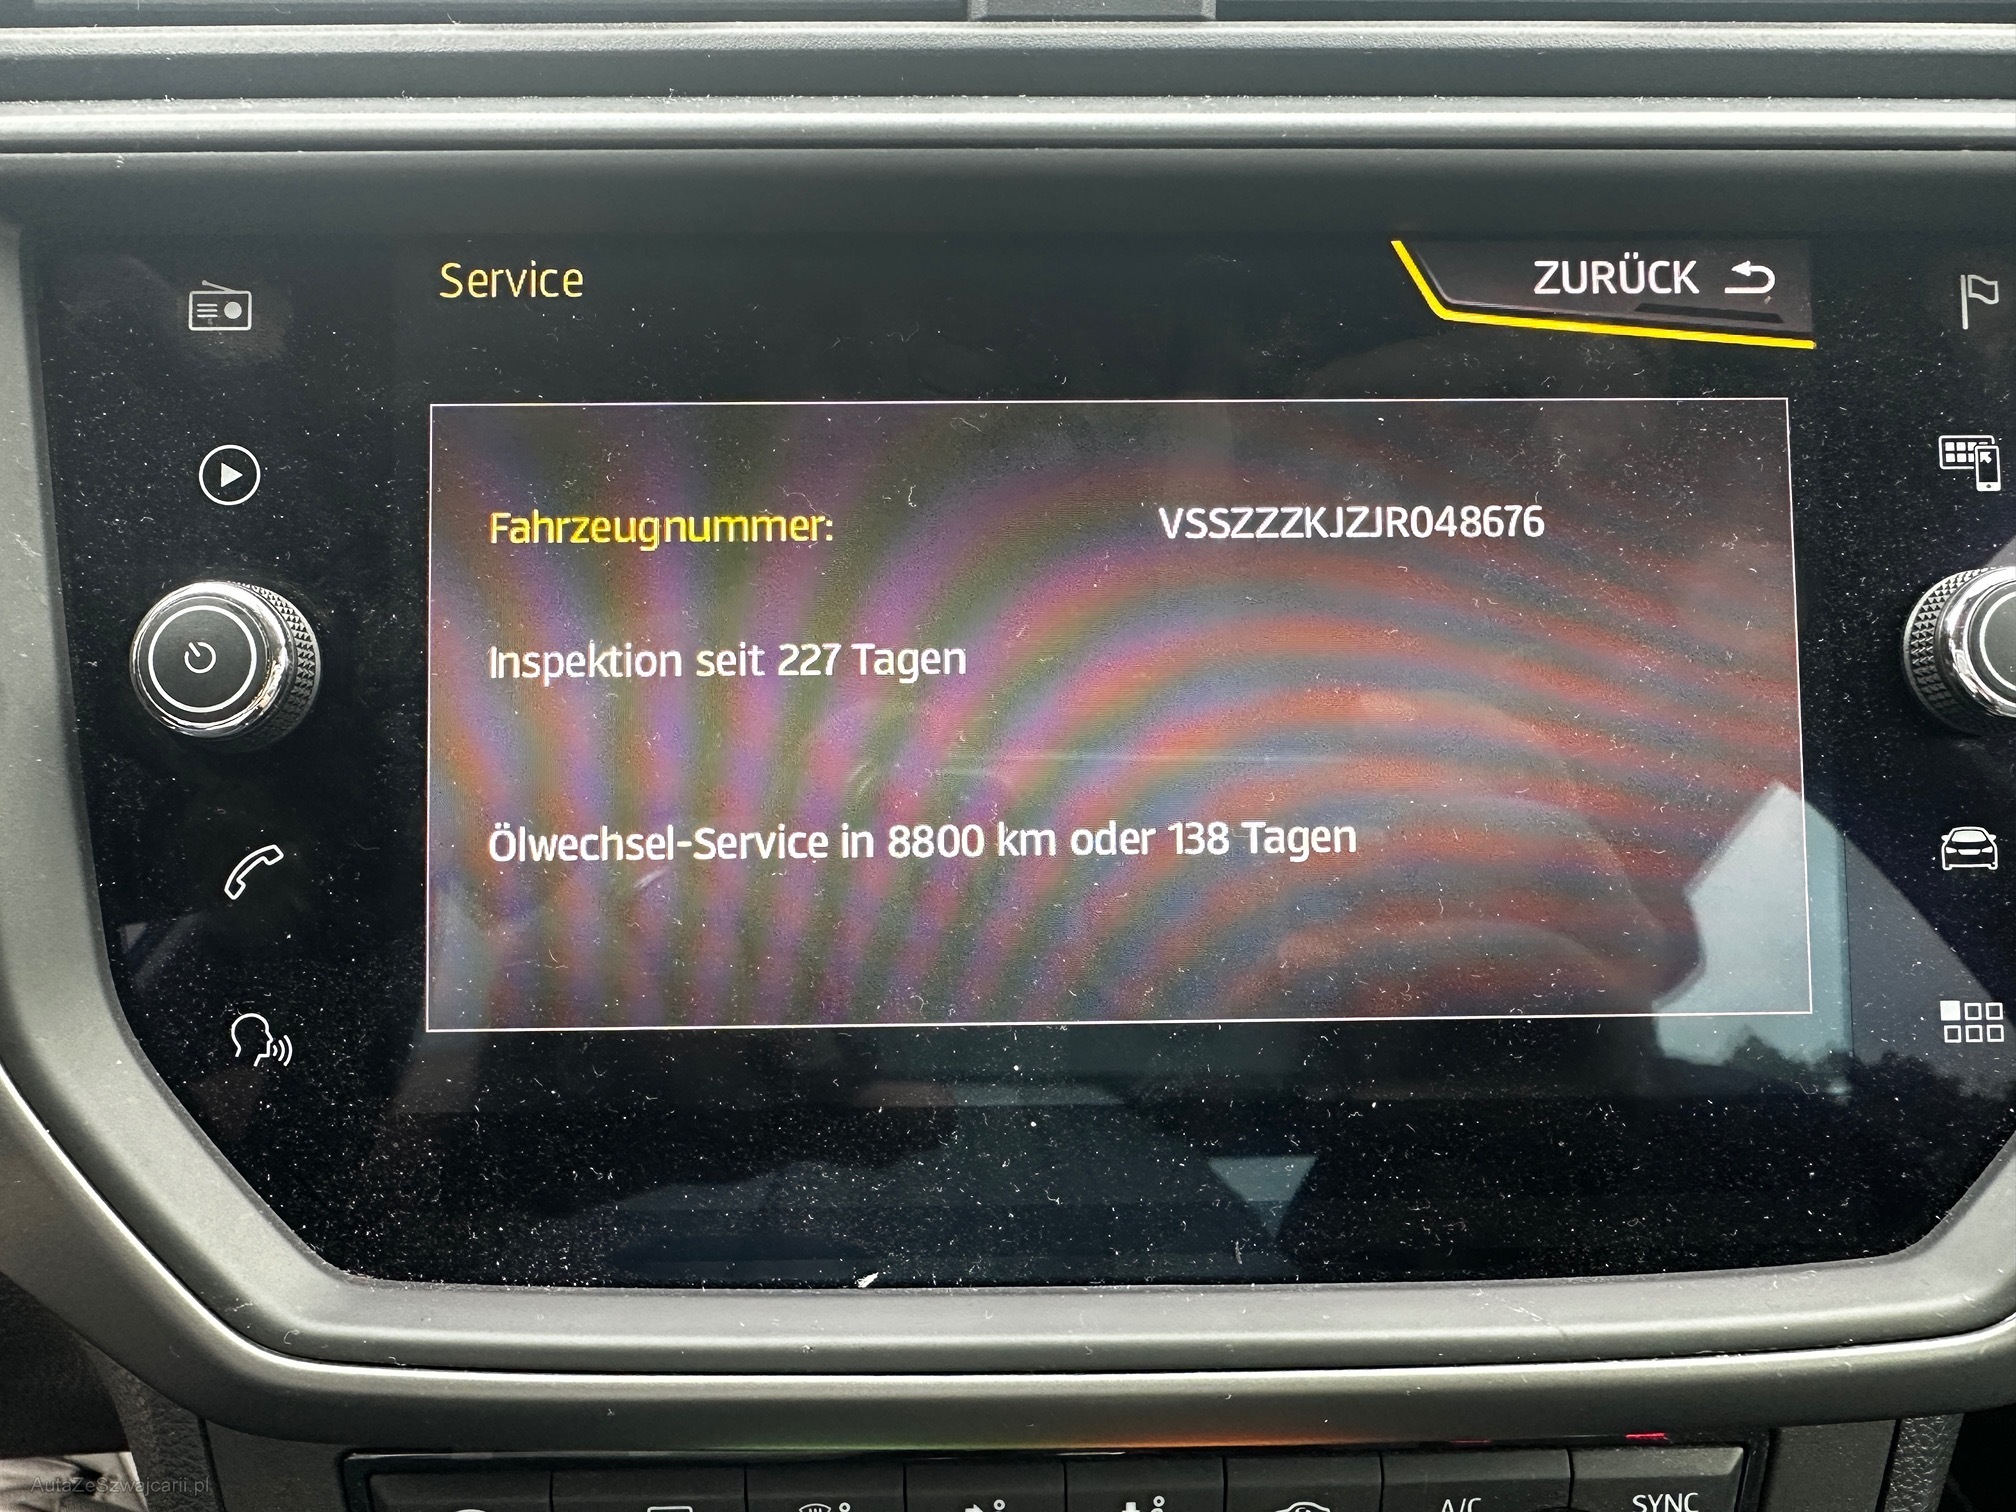 Service
ZURÜCK
Fahrzeugnummer: VSSZZZKJZJR048676
Inspektion seit 227 Tagen
Ölwechsel-Service in 8800 km oder 138 Tagen
A/C
SYNC
AutaZeSzwajcarii.pl